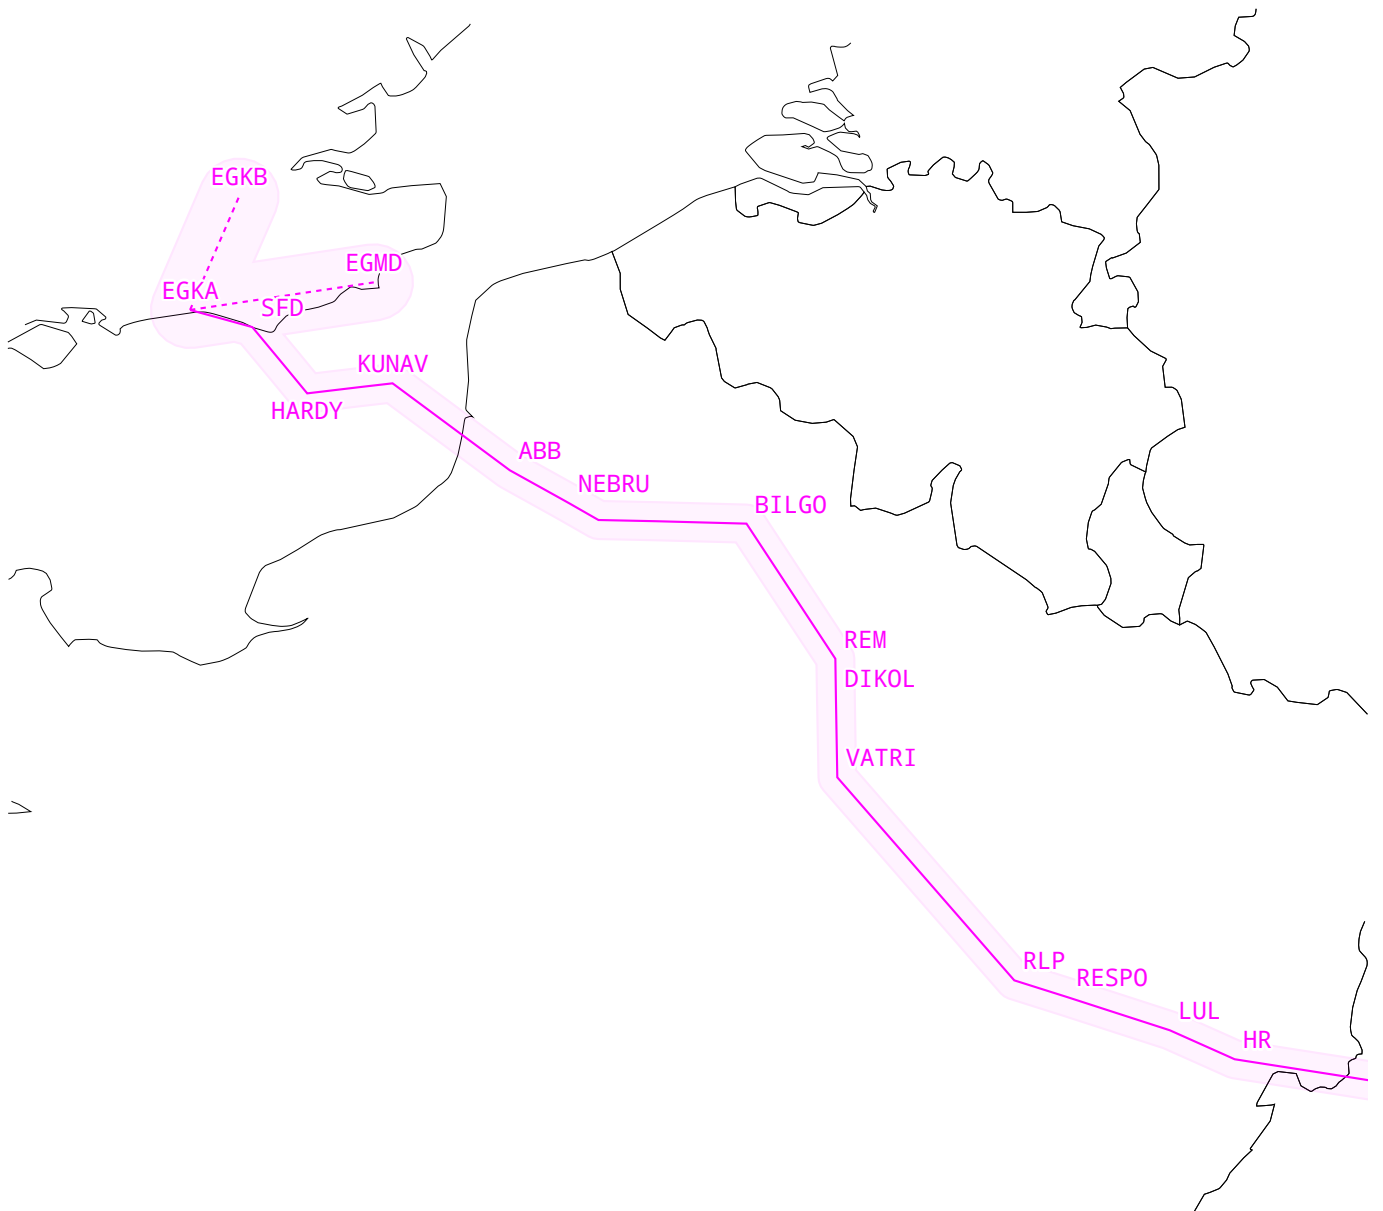 EGKB
EGMD
EGKA
SFD
KUNAV
HARDY
ABB
NEBRU
BILGO
REM
DIKOL
VATRI
RLP
RESPO
LUL
HR